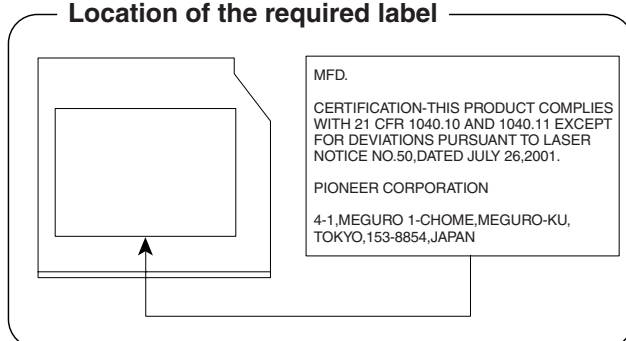 Location of the required label
MFD.
CERTIFICATION-THIS PRODUCT COMPLIES
WITH 21 CFR 1040.10 AND 1040.11 EXCEPT
FOR DEVIATIONS PURSUANT TO LASER
NOTICE NO.50,DATED JULY 26,2001.
PIONEER CORPORATION
4-1,MEGURO 1-CHOME,MEGURO-KU,
TOKYO,153-8854,JAPAN